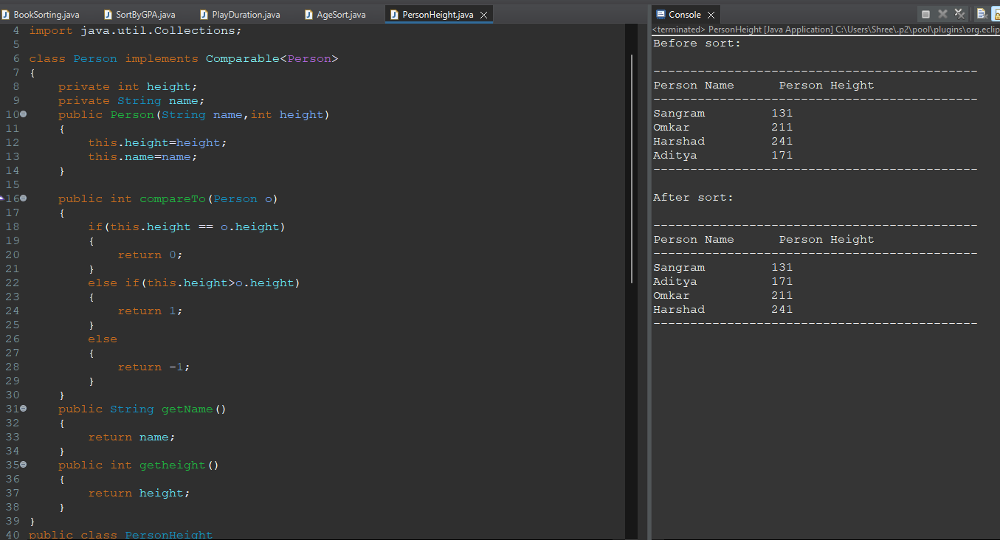 BookSorting.java SortByGPA.java PlayDuration.java AgeSort.java PersonHeight.java
4 import java.util.Collections;
5
6 class Person implements Comparable<Person>
7 {
8 private int height;
9 private String name;
10 public Person(String name,int height)
11 {
12 this.height=height;
13 this.name=name;
14 }
15
16 public int compareTo(Person o)
17 {
18 if(this.height == o.height)
19 {
20 return 0;
21 }
22 else if(this.height>o.height)
23 {
24 return 1;
25 }
26 else
27 {
28 return -1;
29 }
30 }
31 public String getName()
32 {
33 return name;
34 }
35 public int getheight()
36 {
37 return height;
38 }
39 }
40 public class PersonHeight
Console
<terminated> PersonHeight [Java Application] C:\Users\Shree\.p2\pool\plugins\org.eclip
Before sort:
--------------------------------------------
Person Name Person Height
--------------------------------------------
Sangram 131
Omkar 211
Harshad 241
Aditya 171
--------------------------------------------
After sort:
--------------------------------------------
Person Name Person Height
--------------------------------------------
Sangram 131
Aditya 171
Omkar 211
Harshad 241
--------------------------------------------